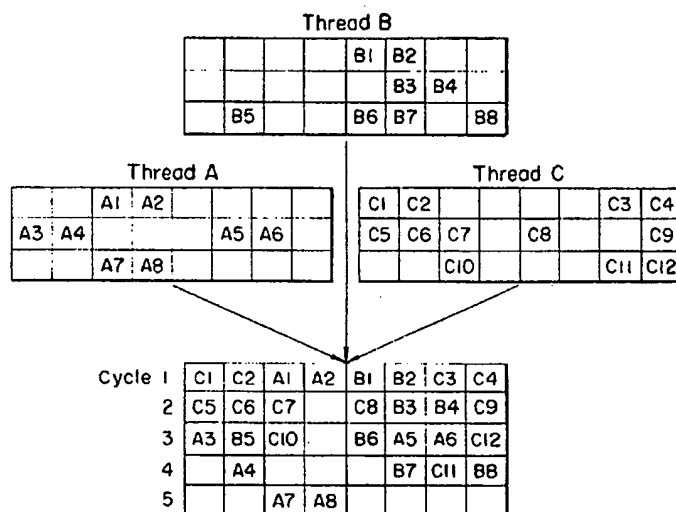 Thread B
B1 B2
B3 B4
B5 B6 B7 B8
Thread A
A1 A2
A3 A4 A5 A6
A7 A8
Thread C
C1 C2 C3 C4
C5 C6 C7 C8 C9
C10 C11 C12
Cycle 1 C1 C2 A1 A2 B1 B2 C3 C4
2 C5 C6 C7 C8 B3 B4 C9
3 A3 B5 C10 B6 A5 A6 C12
4 A4 B7 C11 B8
5 A7 A8